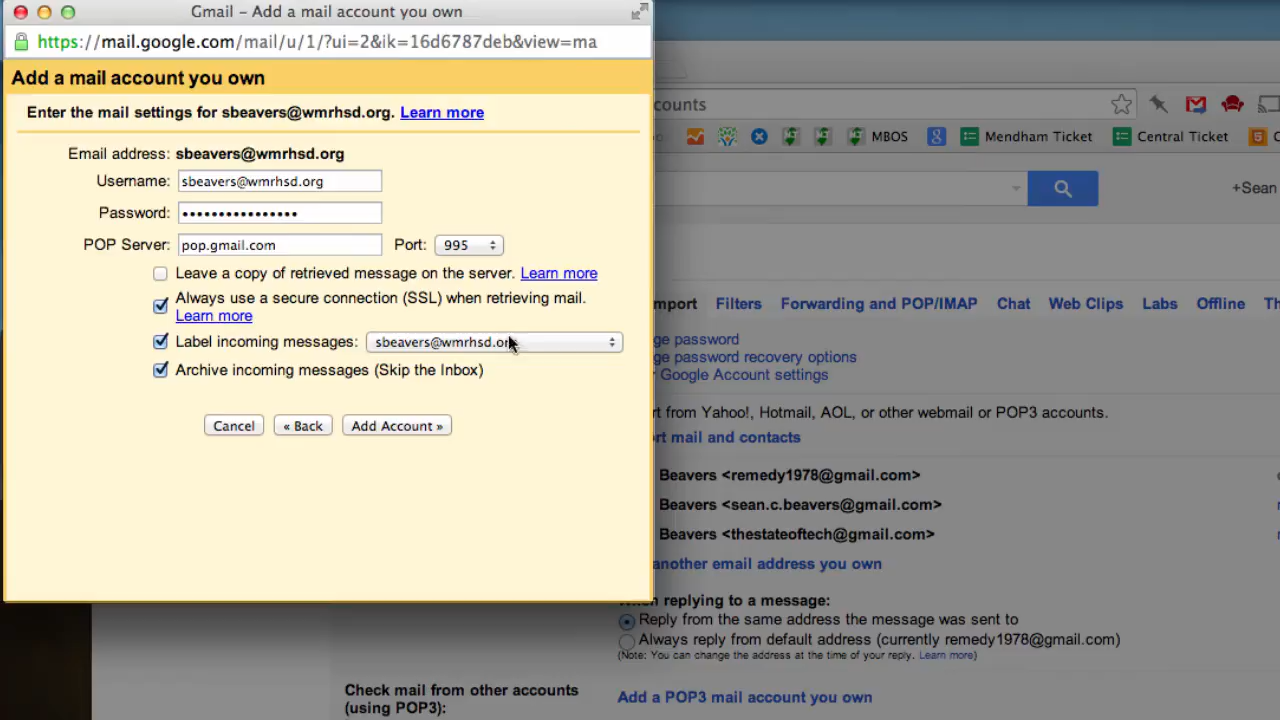 Gmail – Add a mail account you own
https://mail.google.com/mail/u/1/?ui=2&ik=16d6787deb&view=ma
Add a mail account you own
Enter the mail settings for sbeavers@wmrhsd.org. Learn more
Email address: sbeavers@wmrhsd.org
Username: sbeavers@wmrhsd.org
Password: ••••••••••••••••
POP Server: pop.gmail.com Port: 995
Leave a copy of retrieved message on the server. Learn more
Always use a secure connection (SSL) when retrieving mail.
Learn more
Label incoming messages: sbeavers@wmrhsd.org
Archive incoming messages (Skip the Inbox)
Cancel « Back Add Account »
counts
MBOS Mendham Ticket Central Ticket
+Sean
mport Filters Forwarding and POP/IMAP Chat Web Clips Labs Offline Th
ge password
ge password recovery options
Google Account settings
rt from Yahoo!, Hotmail, AOL, or other webmail or POP3 accounts.
ort mail and contacts
Beavers <remedy1978@gmail.com>
Beavers <sean.c.beavers@gmail.com>
Beavers <thestateoftech@gmail.com>
another email address you own
When replying to a message:
Reply from the same address the message was sent to
Always reply from default address (currently remedy1978@gmail.com)
(Note: You can change the address at the time of your reply. Learn more)
Check mail from other accounts
(using POP3):
Add a POP3 mail account you own